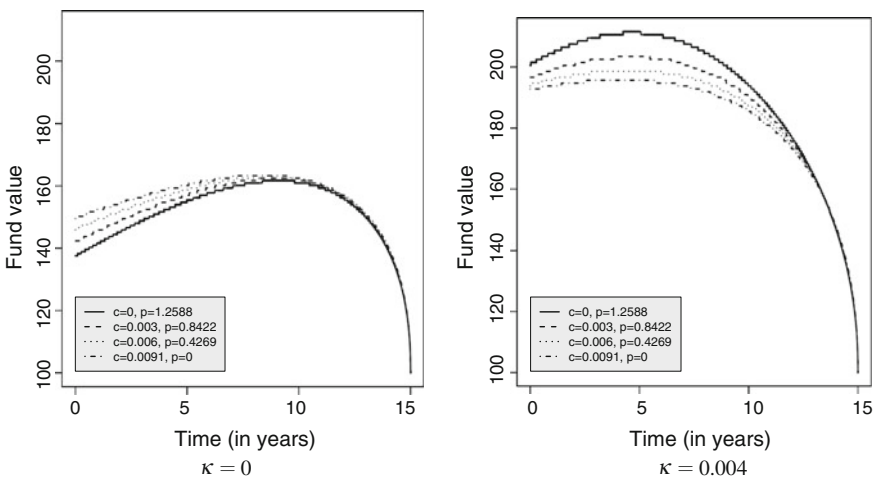 200
180
160
140
120
100
Fund value
c=0, p=1.2588
c=0.003, p=0.8422
c=0.006, p=0.4269
c=0.0091, p=0
0 5 10 15
Time (in years)
κ = 0
200
180
160
140
120
100
Fund value
c=0, p=1.2588
c=0.003, p=0.8422
c=0.006, p=0.4269
c=0.0091, p=0
0 5 10 15
Time (in years)
κ = 0.004